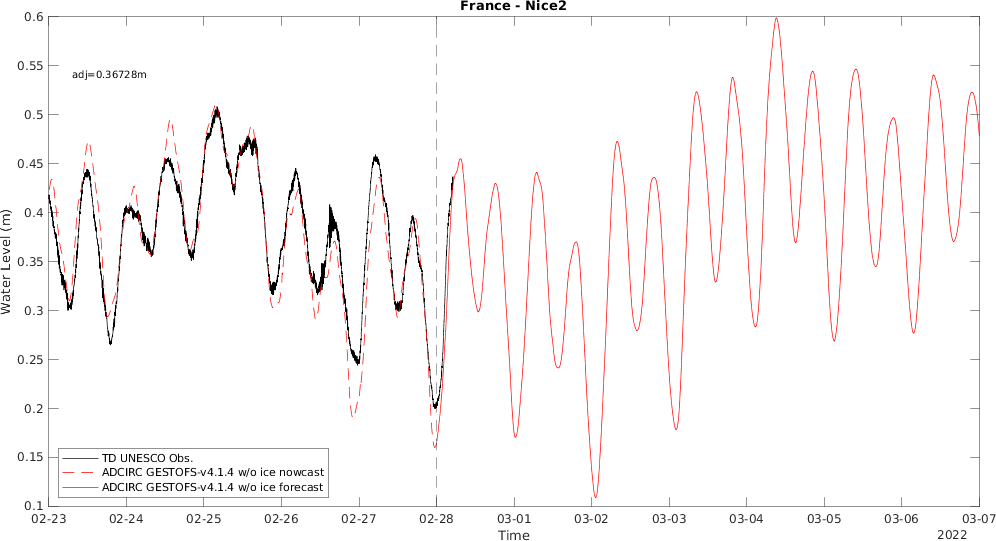 France - Nice2
0.6
0.55
0.5
0.45
0.4
0.35
0.3
0.25
0.2
0.15
0.1
Water Level (m)
adj=0.36728m
TD UNESCO Obs.
ADCIRC GESTOFS-v4.1.4 w/o ice nowcast
ADCIRC GESTOFS-v4.1.4 w/o ice forecast
02-23 02-24 02-25 02-26 02-27 02-28 03-01 03-02 03-03 03-04 03-05 03-06 03-07
Time
2022